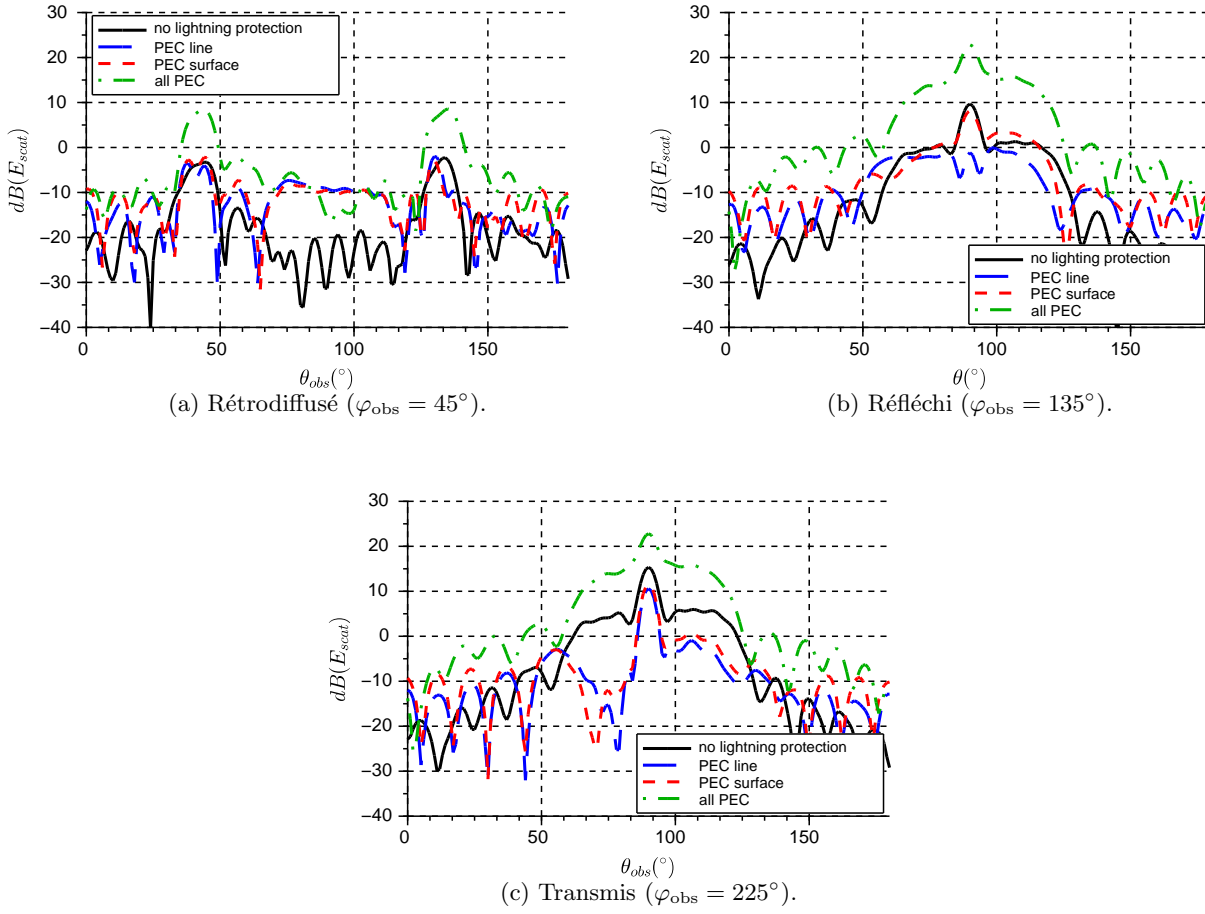 30
20
10
0
−10
−20
−30
−40
0
50
100
150
dB(E_scat)
θ_obs(°)
no lightning protection
PEC line
PEC surface
all PEC
(a) Rétrodiffusé (φ_obs = 45°).
30
20
10
0
−10
−20
−30
−40
0
50
100
150
dB(E_scat)
θ(°)
no lighting protection
PEC line
PEC surface
all PEC
(b) Réfléchi (φ_obs = 135°).
30
20
10
0
−10
−20
−30
−40
0
50
100
150
dB(E_scat)
θ_obs(°)
no lightning protection
PEC line
PEC surface
all PEC
(c) Transmis (φ_obs = 225°).